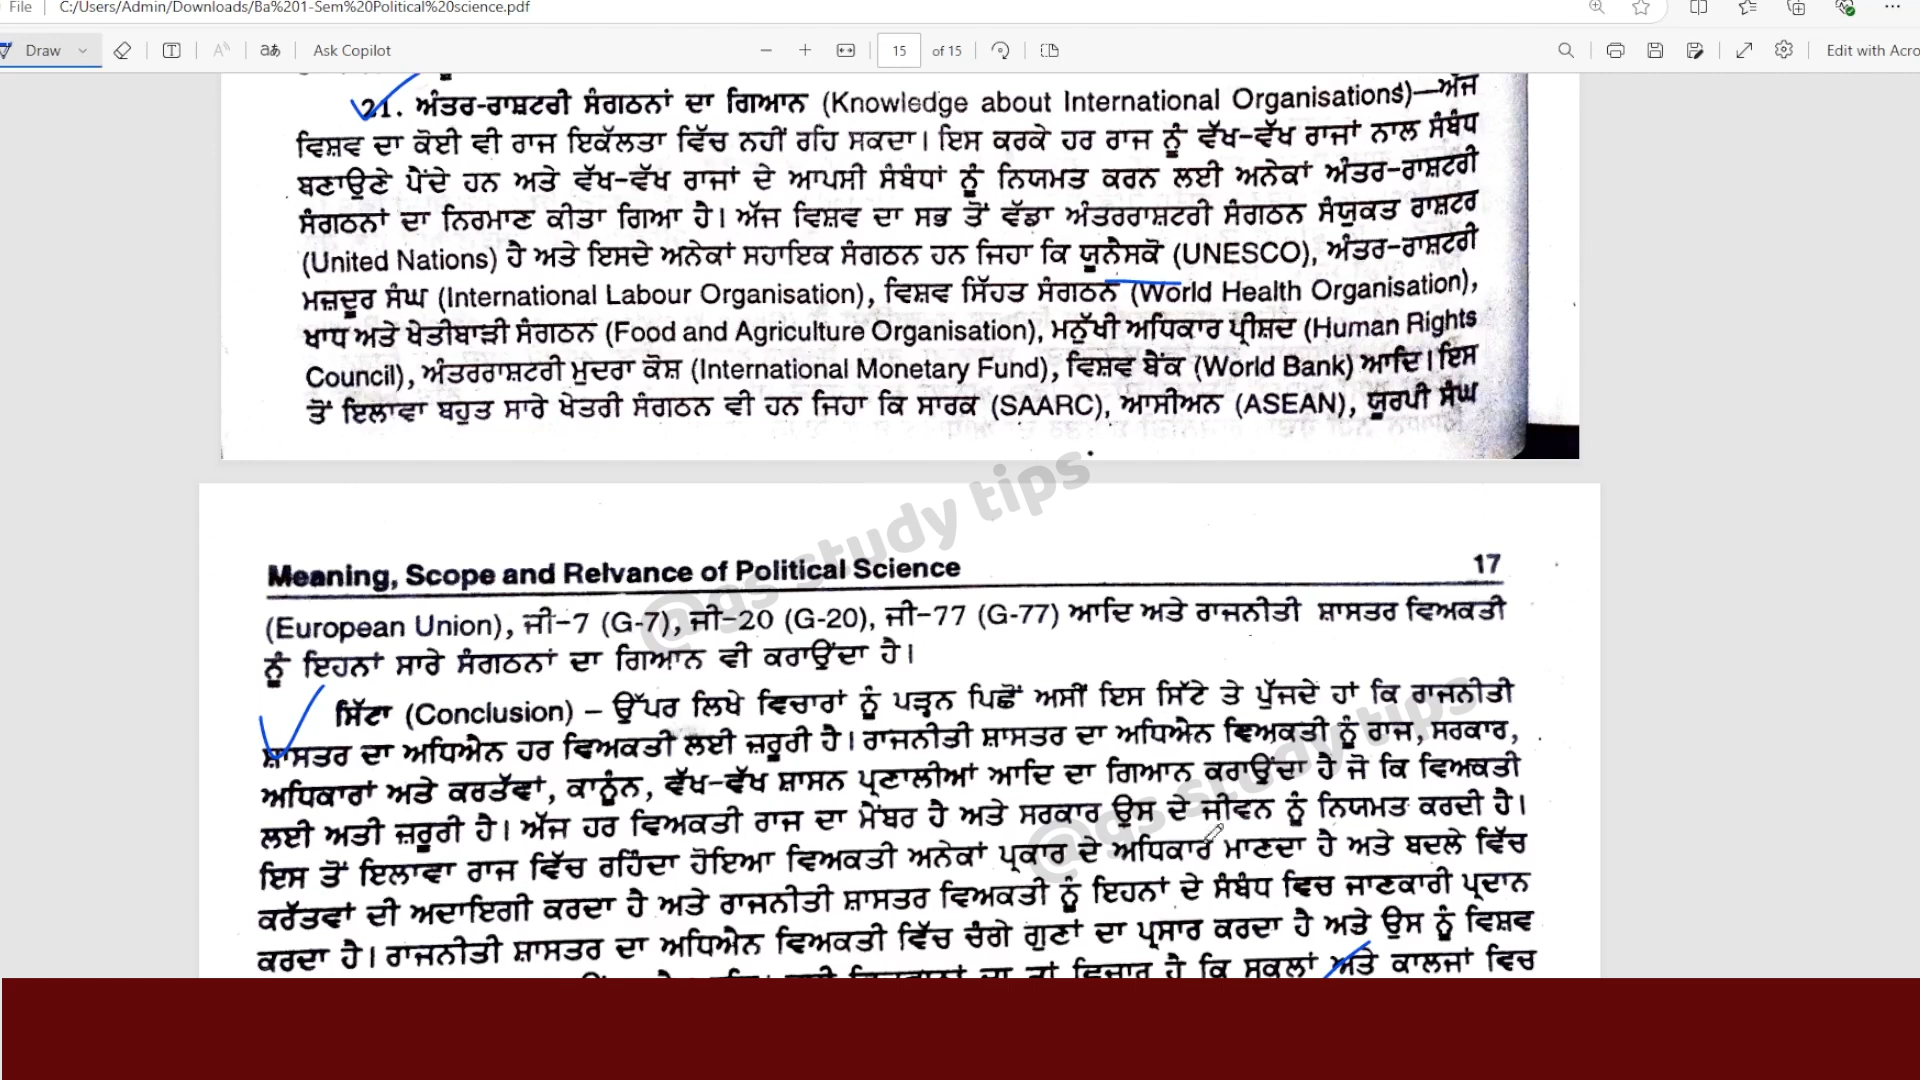 File
C:/Users/Admin/Downloads/Ba%201-Sem%20Political%20science.pdf
Draw
Ask Copilot
15 of 15
Edit with Acro
21. ਅੰਤਰ-ਰਾਸ਼ਟਰੀ ਸੰਗਠਨਾਂ ਦਾ ਗਿਆਨ (Knowledge about International Organisations)—ਅੱਜ
ਵਿਸ਼ਵ ਦਾ ਕੋਈ ਵੀ ਰਾਜ ਇਕੱਲਤਾ ਵਿੱਚ ਨਹੀਂ ਰਹਿ ਸਕਦਾ। ਇਸ ਕਰਕੇ ਹਰ ਰਾਜ ਨੂੰ ਵੱਖ-ਵੱਖ ਰਾਜਾਂ ਨਾਲ ਸੰਬੰਧ
ਬਣਾਉਣੇ ਪੈਂਦੇ ਹਨ ਅਤੇ ਵੱਖ-ਵੱਖ ਰਾਜਾਂ ਦੇ ਆਪਸੀ ਸੰਬੰਧਾਂ ਨੂੰ ਨਿਯਮਤ ਕਰਨ ਲਈ ਅਨੇਕਾਂ ਅੰਤਰ-ਰਾਸ਼ਟਰੀ
ਸੰਗਠਨਾਂ ਦਾ ਨਿਰਮਾਣ ਕੀਤਾ ਗਿਆ ਹੈ। ਅੱਜ ਵਿਸ਼ਵ ਦਾ ਸਭ ਤੋਂ ਵੱਡਾ ਅੰਤਰਰਾਸ਼ਟਰੀ ਸੰਗਠਨ ਸੰਯੁਕਤ ਰਾਸ਼ਟਰ
(United Nations) ਹੈ ਅਤੇ ਇਸਦੇ ਅਨੇਕਾਂ ਸਹਾਇਕ ਸੰਗਠਨ ਹਨ ਜਿਹਾ ਕਿ ਯੂਨੈਸਕੋ (UNESCO), ਅੰਤਰ-ਰਾਸ਼ਟਰੀ
ਮਜ਼ਦੂਰ ਸੰਘ (International Labour Organisation), ਵਿਸ਼ਵ ਸਿੱਹਤ ਸੰਗਠਨ (World Health Organisation),
ਖਾਧ ਅਤੇ ਖੇਤੀਬਾੜੀ ਸੰਗਠਨ (Food and Agriculture Organisation), ਮਨੁੱਖੀ ਅਧਿਕਾਰ ਪ੍ਰੀਸ਼ਦ (Human Rights
Council), ਅੰਤਰਰਾਸ਼ਟਰੀ ਮੁਦਰਾ ਕੋਸ਼ (International Monetary Fund), ਵਿਸ਼ਵ ਬੈਂਕ (World Bank) ਆਦਿ। ਇਸ
ਤੋਂ ਇਲਾਵਾ ਬਹੁਤ ਸਾਰੇ ਖੇਤਰੀ ਸੰਗਠਨ ਵੀ ਹਨ ਜਿਹਾ ਕਿ ਸਾਰਕ (SAARC), ਆਸੀਅਨ (ASEAN), ਯੂਰਪੀ ਸੰਘ
@gs study tips
Meaning, Scope and Relvance of Political Science 17
(European Union), ਜੀ-7 (G-7), ਜੀ-20 (G-20), ਜੀ-77 (G-77) ਆਦਿ ਅਤੇ ਰਾਜਨੀਤੀ ਸ਼ਾਸਤਰ ਵਿਅਕਤੀ
ਨੂੰ ਇਹਨਾਂ ਸਾਰੇ ਸੰਗਠਨਾਂ ਦਾ ਗਿਆਨ ਵੀ ਕਰਾਉਂਦਾ ਹੈ।
ਸਿੱਟਾ (Conclusion) – ਉੱਪਰ ਲਿਖੇ ਵਿਚਾਰਾਂ ਨੂੰ ਪੜ੍ਹਨ ਪਿਛੋਂ ਅਸੀਂ ਇਸ ਸਿੱਟੇ ਤੇ ਪੁੱਜਦੇ ਹਾਂ ਕਿ ਰਾਜਨੀਤੀ
ਸ਼ਾਸਤਰ ਦਾ ਅਧਿਐਨ ਹਰ ਵਿਅਕਤੀ ਲਈ ਜ਼ਰੂਰੀ ਹੈ। ਰਾਜਨੀਤੀ ਸ਼ਾਸਤਰ ਦਾ ਅਧਿਐਨ ਵਿਅਕਤੀ ਨੂੰ ਰਾਜ, ਸਰਕਾਰ,
ਅਧਿਕਾਰਾਂ ਅਤੇ ਕਰਤੱਵਾਂ, ਕਾਨੂੰਨ, ਵੱਖ-ਵੱਖ ਸ਼ਾਸਨ ਪ੍ਰਣਾਲੀਆਂ ਆਦਿ ਦਾ ਗਿਆਨ ਕਰਾਉਂਦਾ ਹੈ ਜੋ ਕਿ ਵਿਅਕਤੀ
ਲਈ ਅਤੀ ਜ਼ਰੂਰੀ ਹੈ। ਅੱਜ ਹਰ ਵਿਅਕਤੀ ਰਾਜ ਦਾ ਮੈਂਬਰ ਹੈ ਅਤੇ ਸਰਕਾਰ ਉਸ ਦੇ ਜੀਵਨ ਨੂੰ ਨਿਯਮਤ ਕਰਦੀ ਹੈ।
@gs study tips
ਇਸ ਤੋਂ ਇਲਾਵਾ ਰਾਜ ਵਿੱਚ ਰਹਿੰਦਾ ਹੋਇਆ ਵਿਅਕਤੀ ਅਨੇਕਾਂ ਪ੍ਰਕਾਰ ਦੇ ਅਧਿਕਾਰ ਮਾਣਦਾ ਹੈ ਅਤੇ ਬਦਲੇ ਵਿੱਚ
ਕਰੱਤਵਾਂ ਦੀ ਅਦਾਇਗੀ ਕਰਦਾ ਹੈ ਅਤੇ ਰਾਜਨੀਤੀ ਸ਼ਾਸਤਰ ਵਿਅਕਤੀ ਨੂੰ ਇਹਨਾਂ ਦੇ ਸੰਬੰਧ ਵਿਚ ਜਾਣਕਾਰੀ ਪ੍ਰਦਾਨ
ਕਰਦਾ ਹੈ। ਰਾਜਨੀਤੀ ਸ਼ਾਸਤਰ ਦਾ ਅਧਿਐਨ ਵਿਅਕਤੀ ਵਿੱਚ ਚੰਗੇ ਗੁਣਾਂ ਦਾ ਪ੍ਰਸਾਰ ਕਰਦਾ ਹੈ ਅਤੇ ਉਸ ਨੂੰ ਵਿਸ਼ਵ
ਵਿਚਾਰ ਹੈ ਕਿ ਸਕੂਲਾਂ ਅਤੇ ਕਾਲਜਾਂ ਵਿਚ